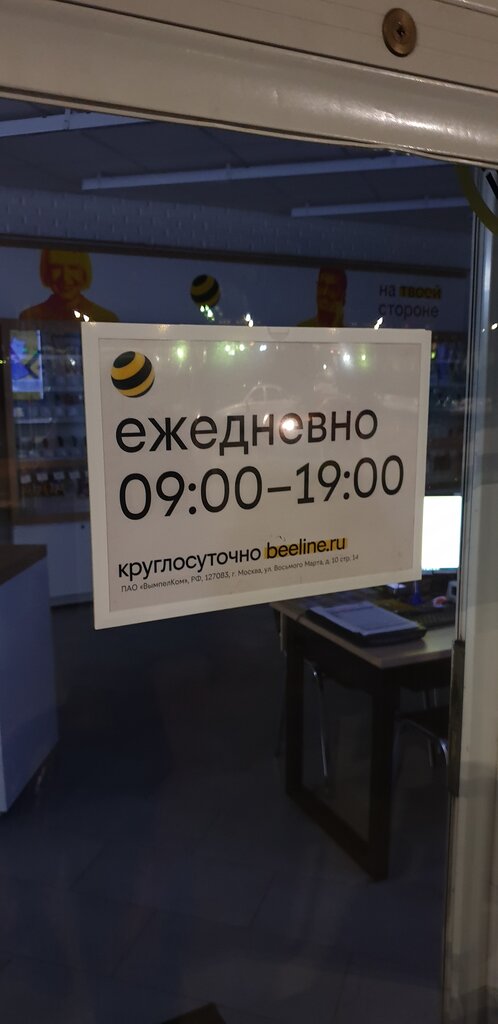 на твоей
стороне
ежедневно
09:00–19:00
круглосуточно beeline.ru
ПАО «ВымпелКом», РФ, 127083, г. Москва, ул. Восьмого Марта, д. 10 стр. 14